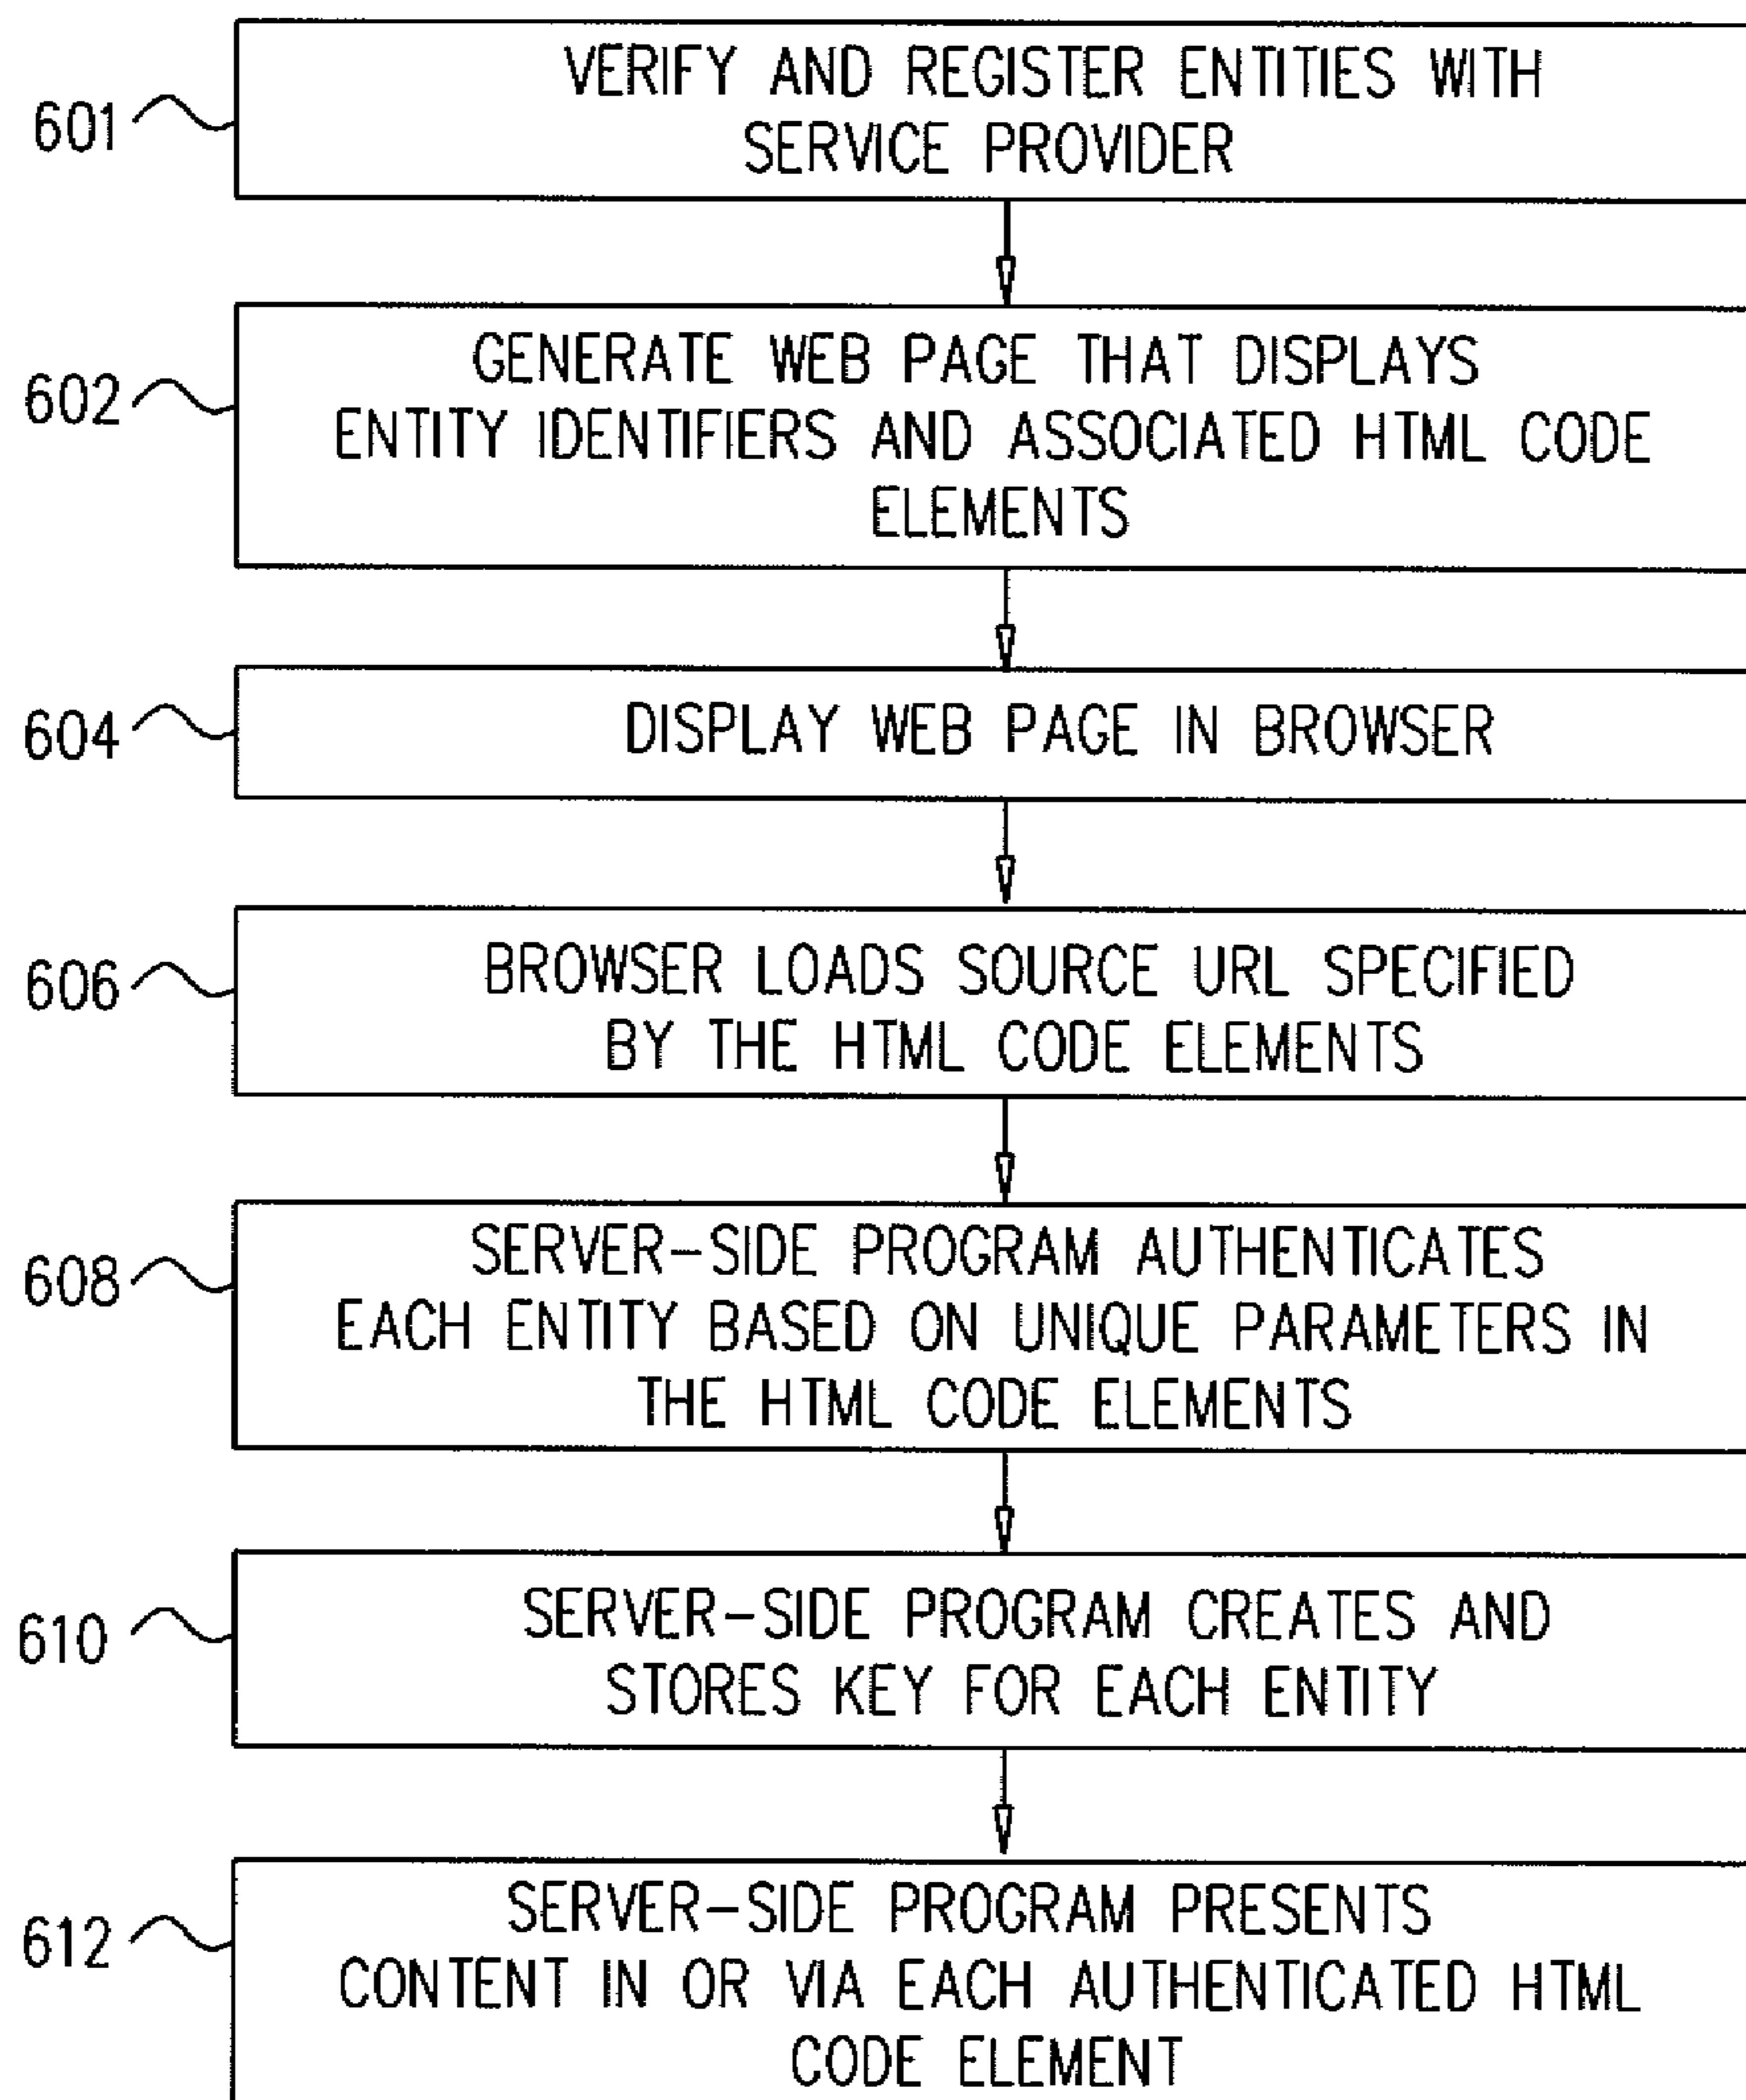 601
VERIFY AND REGISTER ENTITIES WITH
SERVICE PROVIDER
602
GENERATE WEB PAGE THAT DISPLAYS
ENTITY IDENTIFIERS AND ASSOCIATED HTML CODE
ELEMENTS
604
DISPLAY WEB PAGE IN BROWSER
606
BROWSER LOADS SOURCE URL SPECIFIED
BY THE HTML CODE ELEMENTS
608
SERVER-SIDE PROGRAM AUTHENTICATES
EACH ENTITY BASED ON UNIQUE PARAMETERS IN
THE HTML CODE ELEMENTS
610
SERVER-SIDE PROGRAM CREATES AND
STORES KEY FOR EACH ENTITY
612
SERVER-SIDE PROGRAM PRESENTS
CONTENT IN OR VIA EACH AUTHENTICATED HTML
CODE ELEMENT